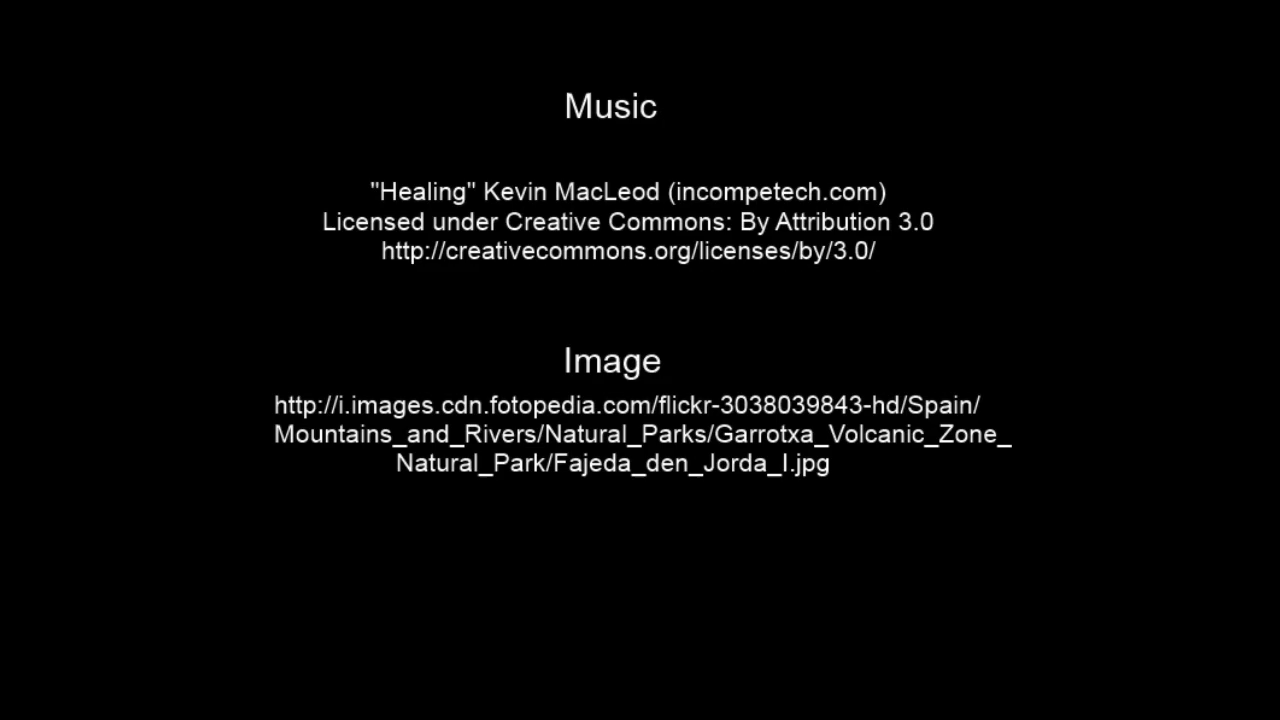 Music
"Healing" Kevin MacLeod (incompetech.com)
Licensed under Creative Commons: By Attribution 3.0
http://creativecommons.org/licenses/by/3.0/
Image
http://i.images.cdn.fotopedia.com/flickr-3038039843-hd/Spain/
Mountains_and_Rivers/Natural_Parks/Garrotxa_Volcanic_Zone_
Natural_Park/Fajeda_den_Jorda_I.jpg